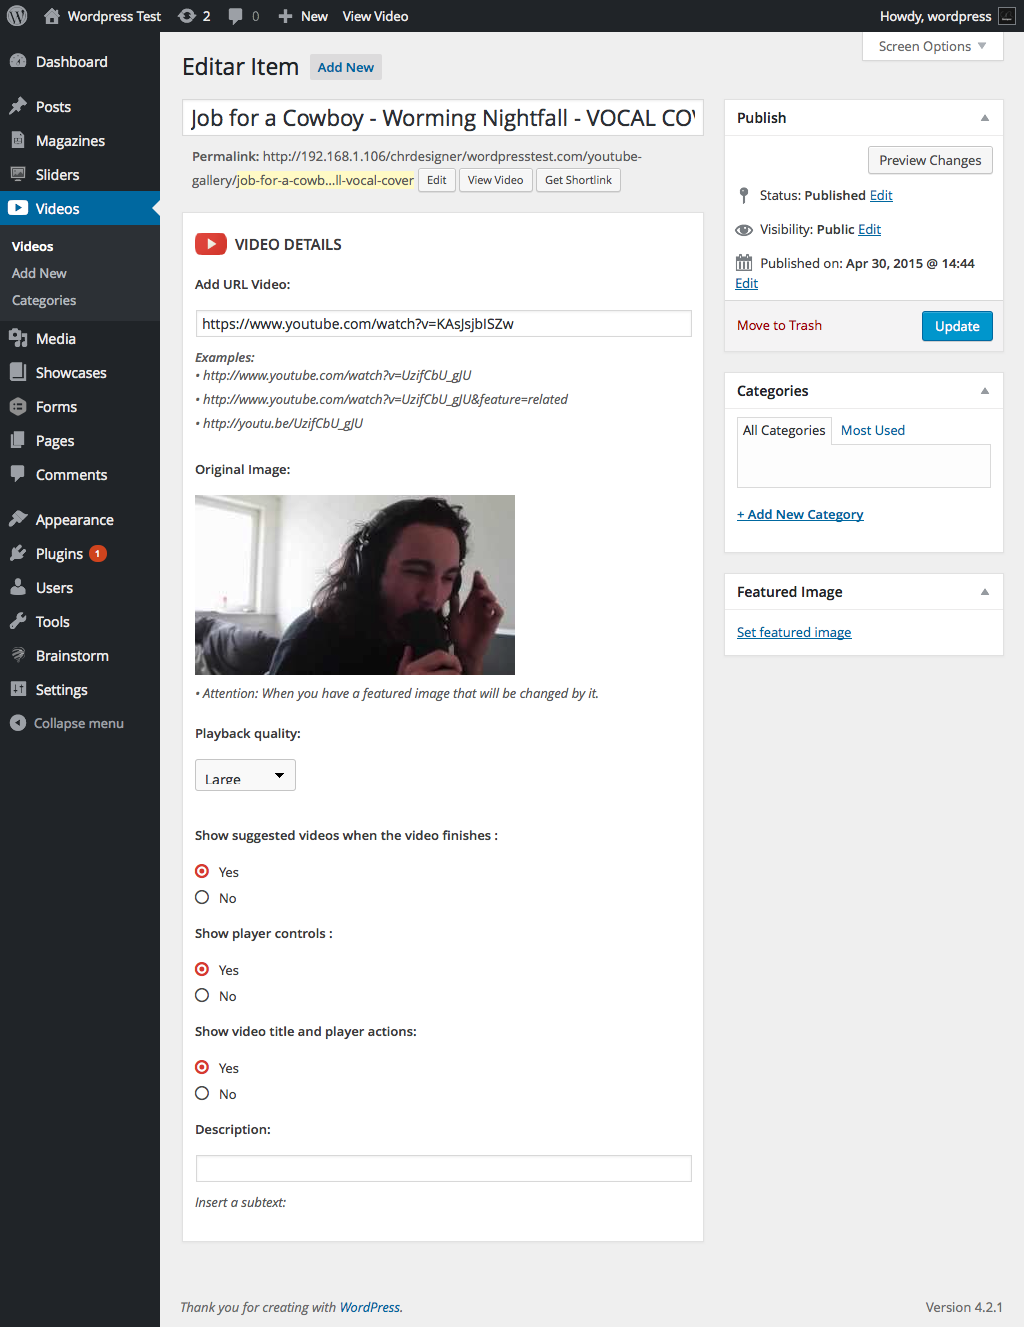 Wordpress Test 2 0 New View Video Howdy, wordpress
Screen Options
Dashboard
Posts
Magazines
Sliders
Videos
Videos
Add New
Categories
Media
Showcases
Forms
Pages
Comments
Appearance
Plugins 1
Users
Tools
Brainstorm
Settings
Collapse menu
Editar Item Add New
Job for a Cowboy - Worming Nightfall - VOCAL COV
Permalink: http://192.168.1.106/chrdesigner/wordpresstest.com/youtube-
gallery/job-for-a-cowb...ll-vocal-cover Edit View Video Get Shortlink
VIDEO DETAILS
Add URL Video:
https://www.youtube.com/watch?v=KAsJsjbISZw
Examples:
• http://www.youtube.com/watch?v=UzifCbU_gJU
• http://www.youtube.com/watch?v=UzifCbU_gJU&feature=related
• http://youtu.be/UzifCbU_gJU
Original Image:
• Attention: When you have a featured image that will be changed by it.
Playback quality:
Large
Show suggested videos when the video finishes :
Yes
No
Show player controls :
Yes
No
Show video title and player actions:
Yes
No
Description:
Insert a subtext:
Publish
Preview Changes
Status: Published Edit
Visibility: Public Edit
Published on: Apr 30, 2015 @ 14:44
Edit
Move to Trash Update
Categories
All Categories Most Used
+ Add New Category
Featured Image
Set featured image
Thank you for creating with WordPress. Version 4.2.1